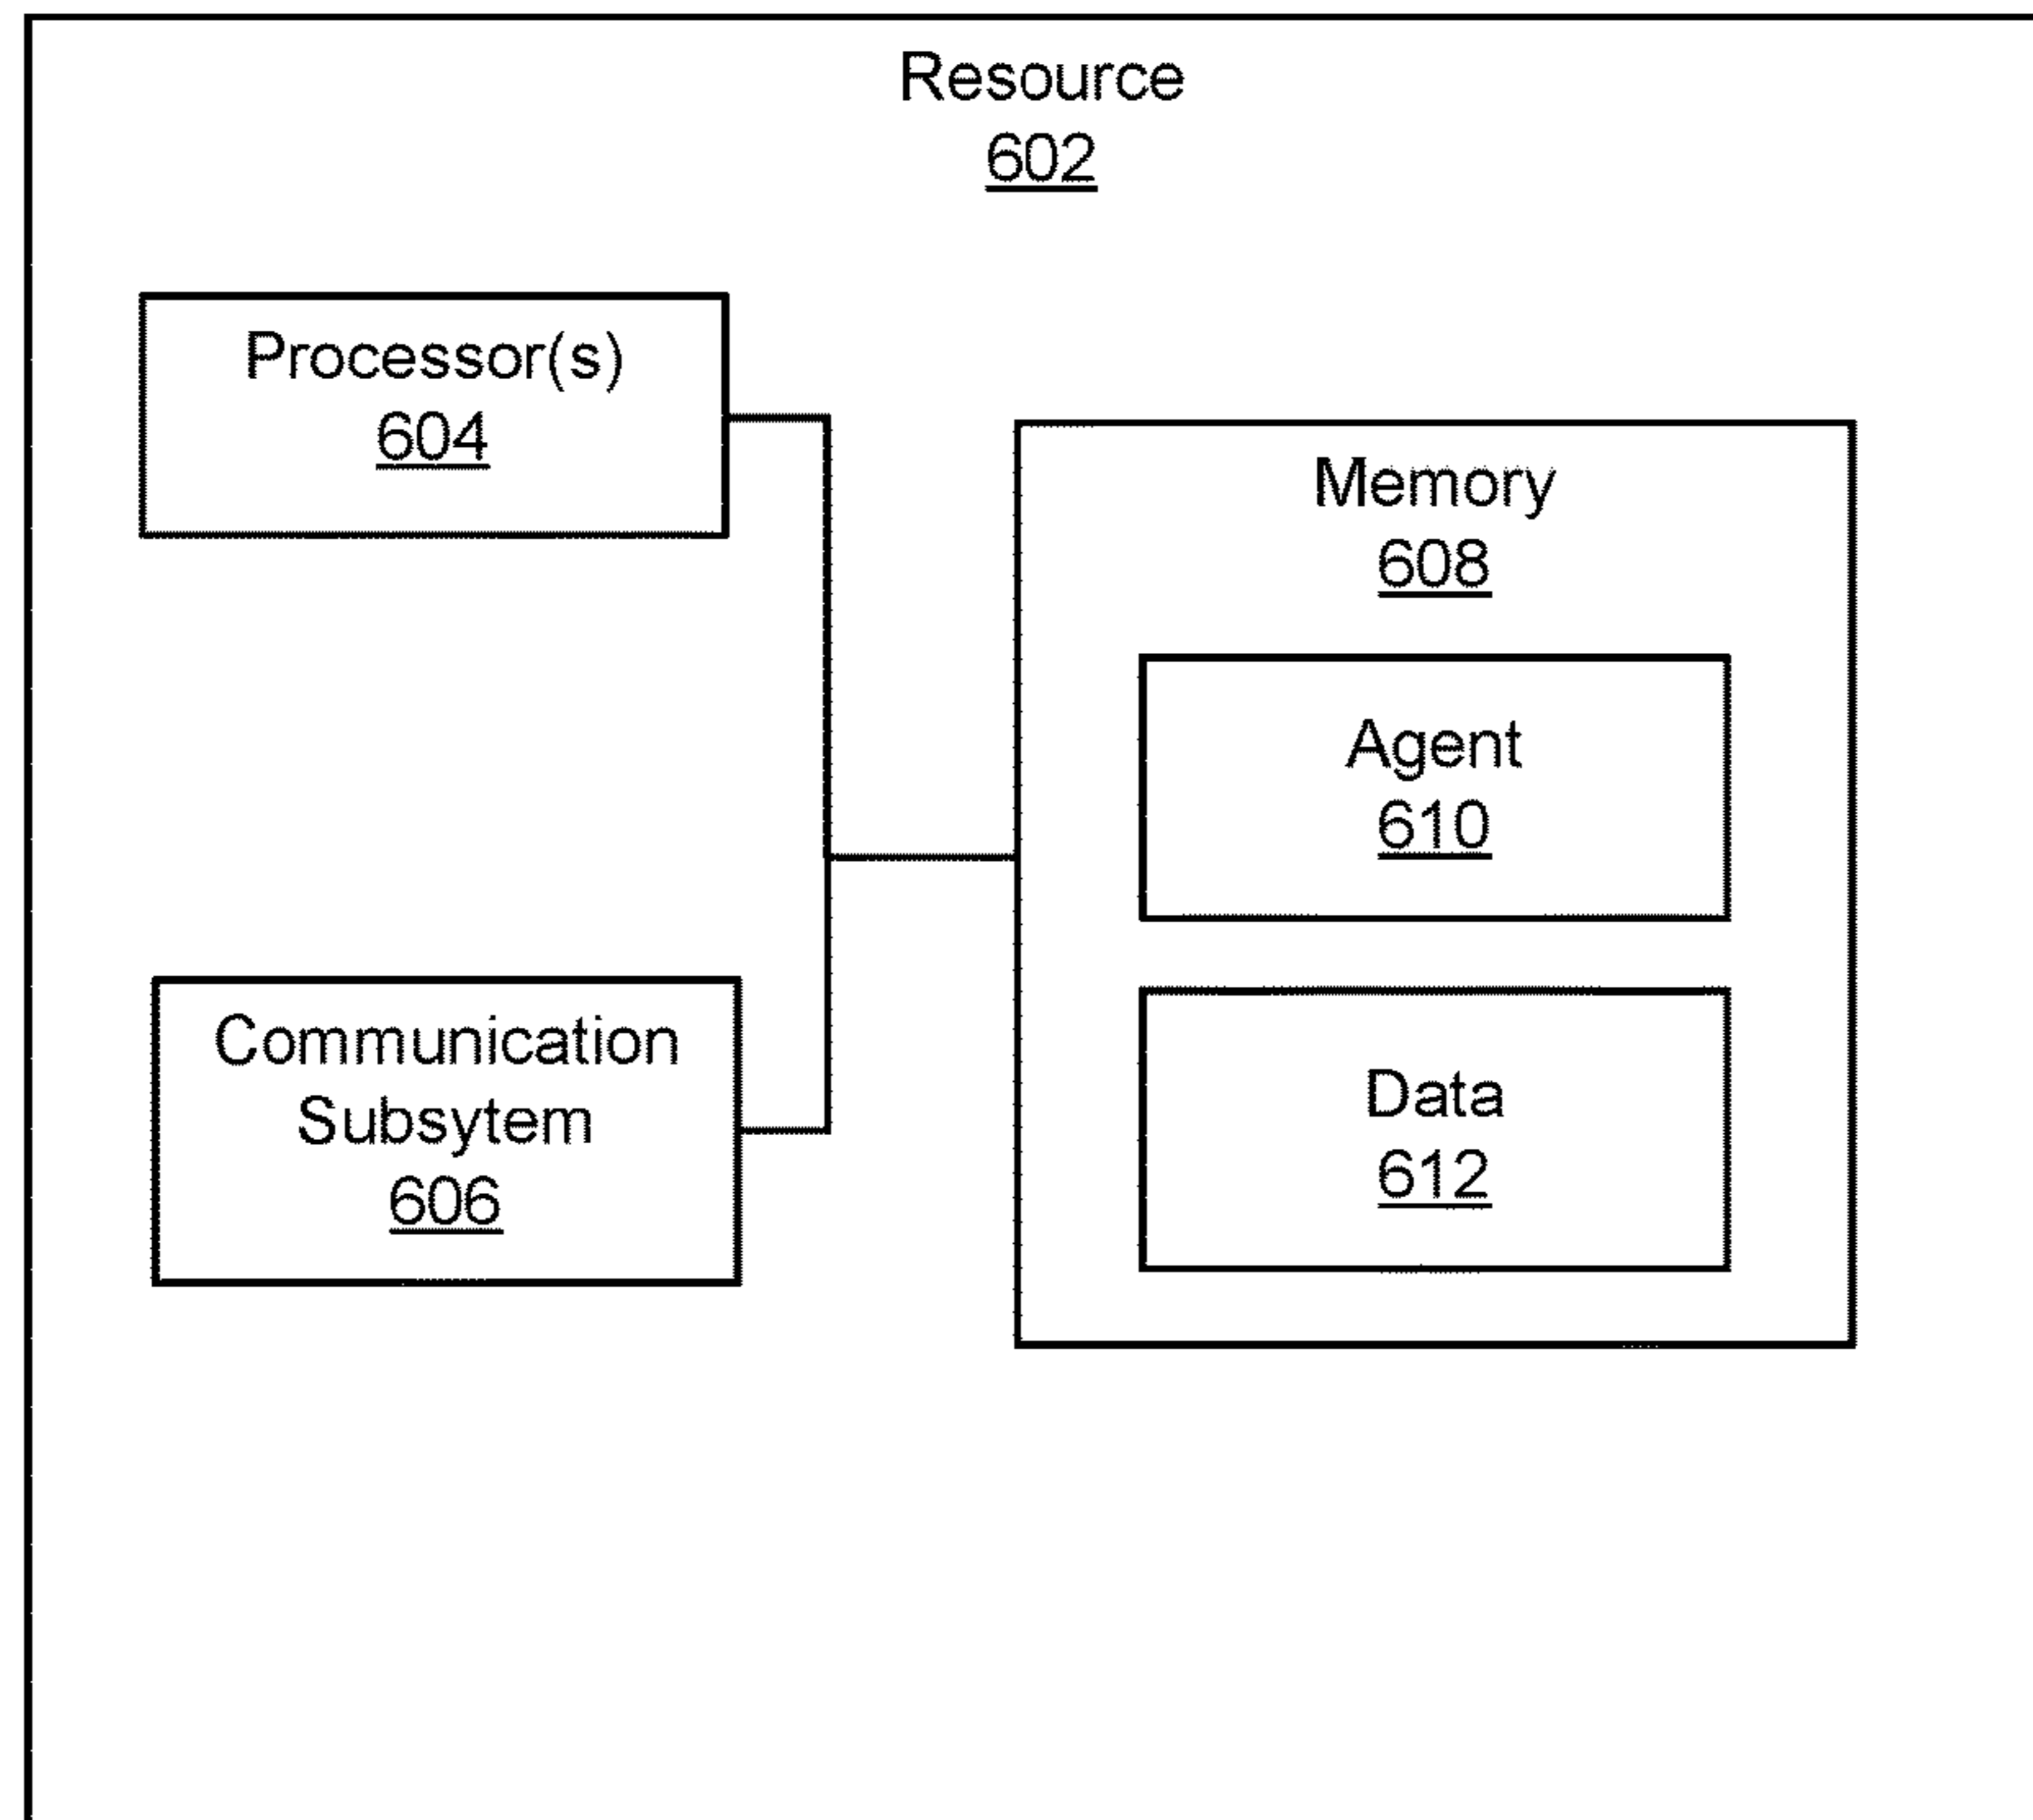 Resource
602
Processor(s)
604
Memory
608
Agent
610
Communication
Subsytem
606
Data
612